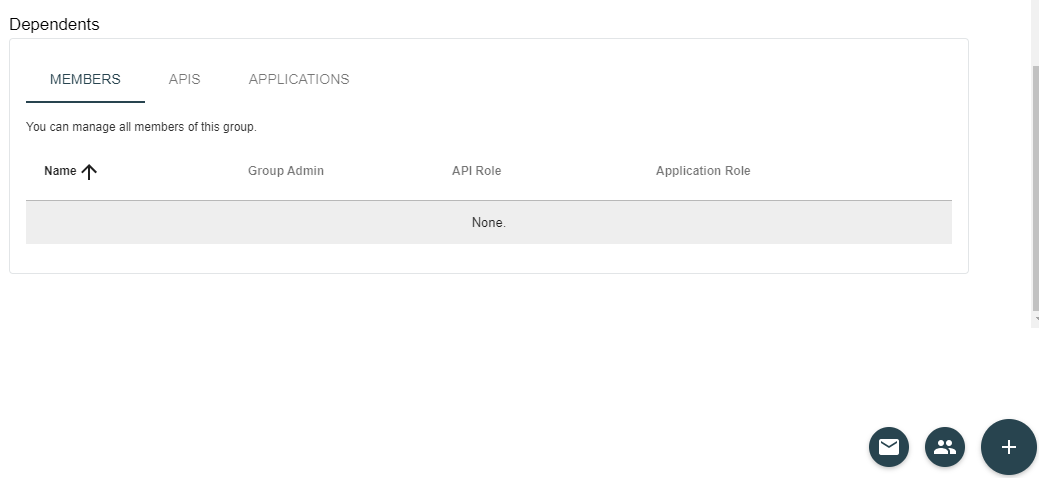 Dependents
MEMBERS APIS APPLICATIONS
You can manage all members of this group.
Name Group Admin API Role Application Role
None.